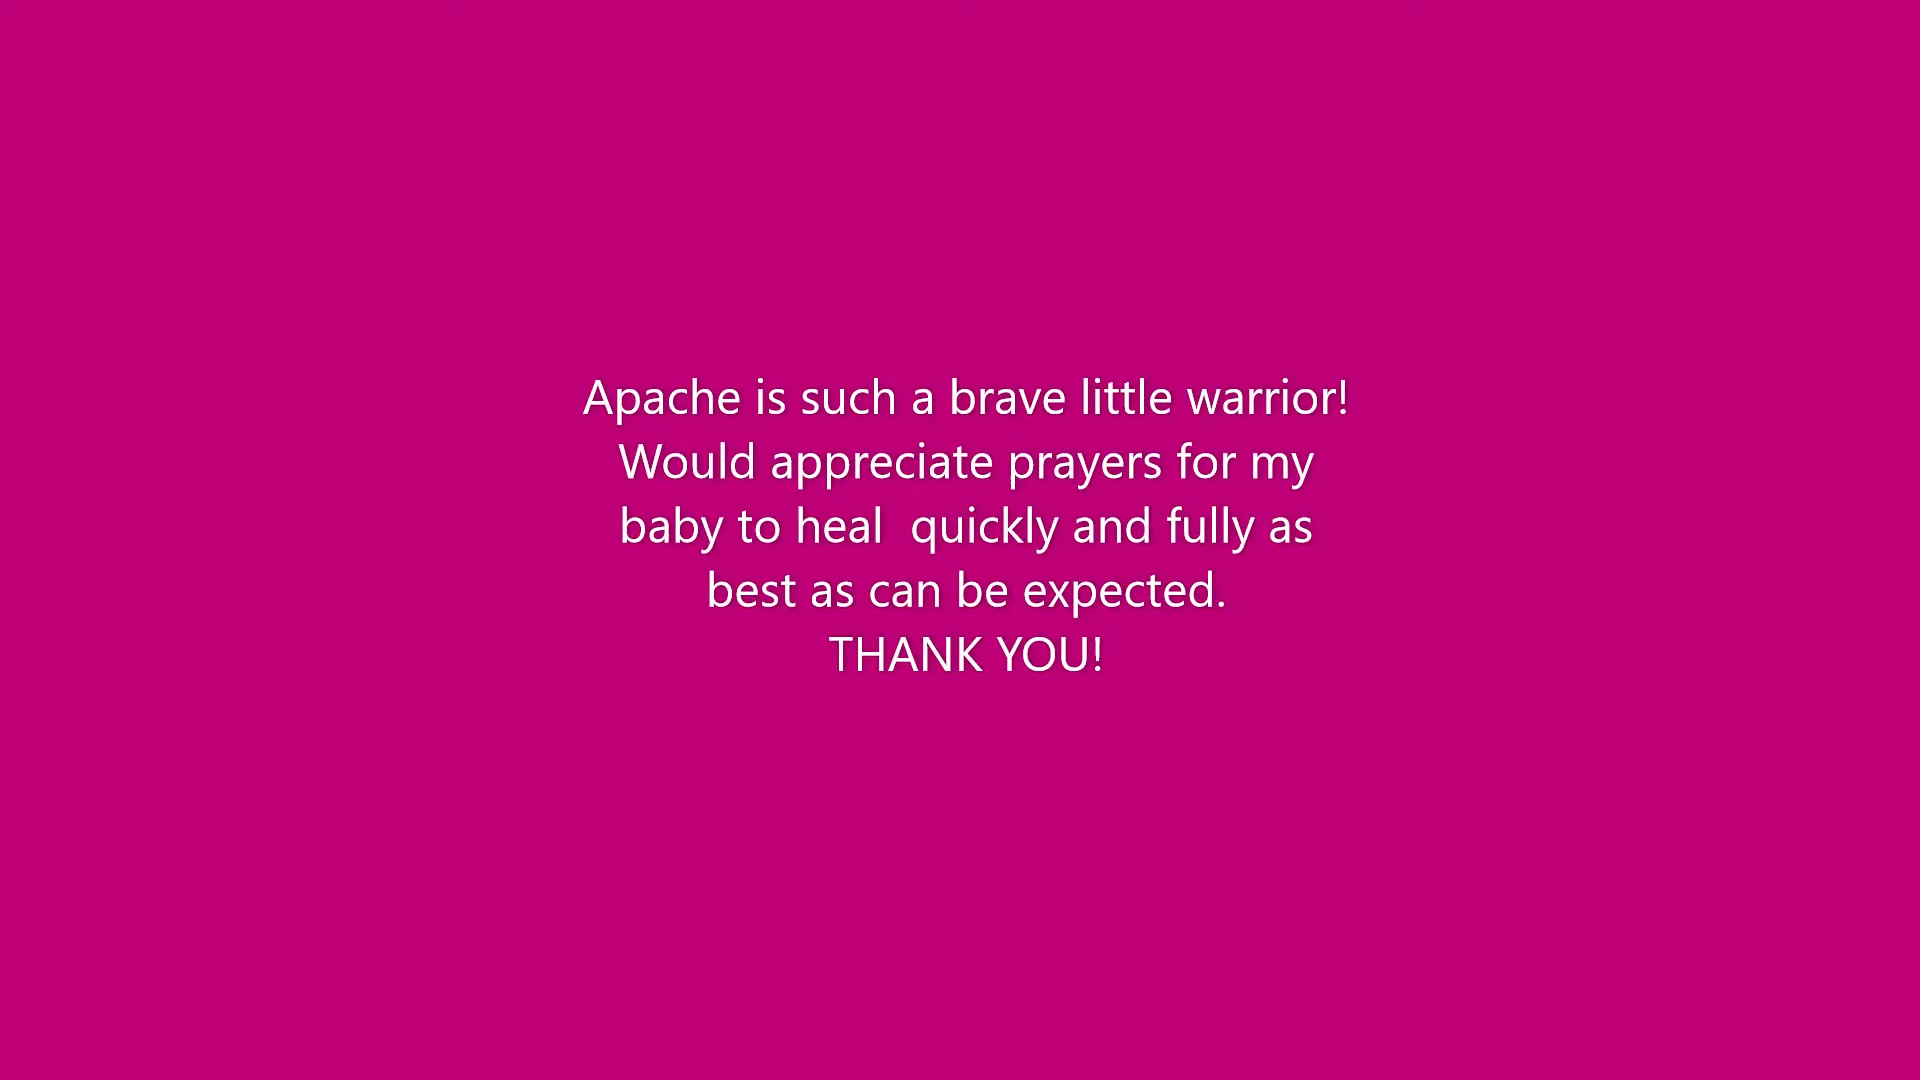 Apache is such a brave little warrior!
Would appreciate prayers for my
baby to heal  quickly and fully as
best as can be expected.
THANK YOU!